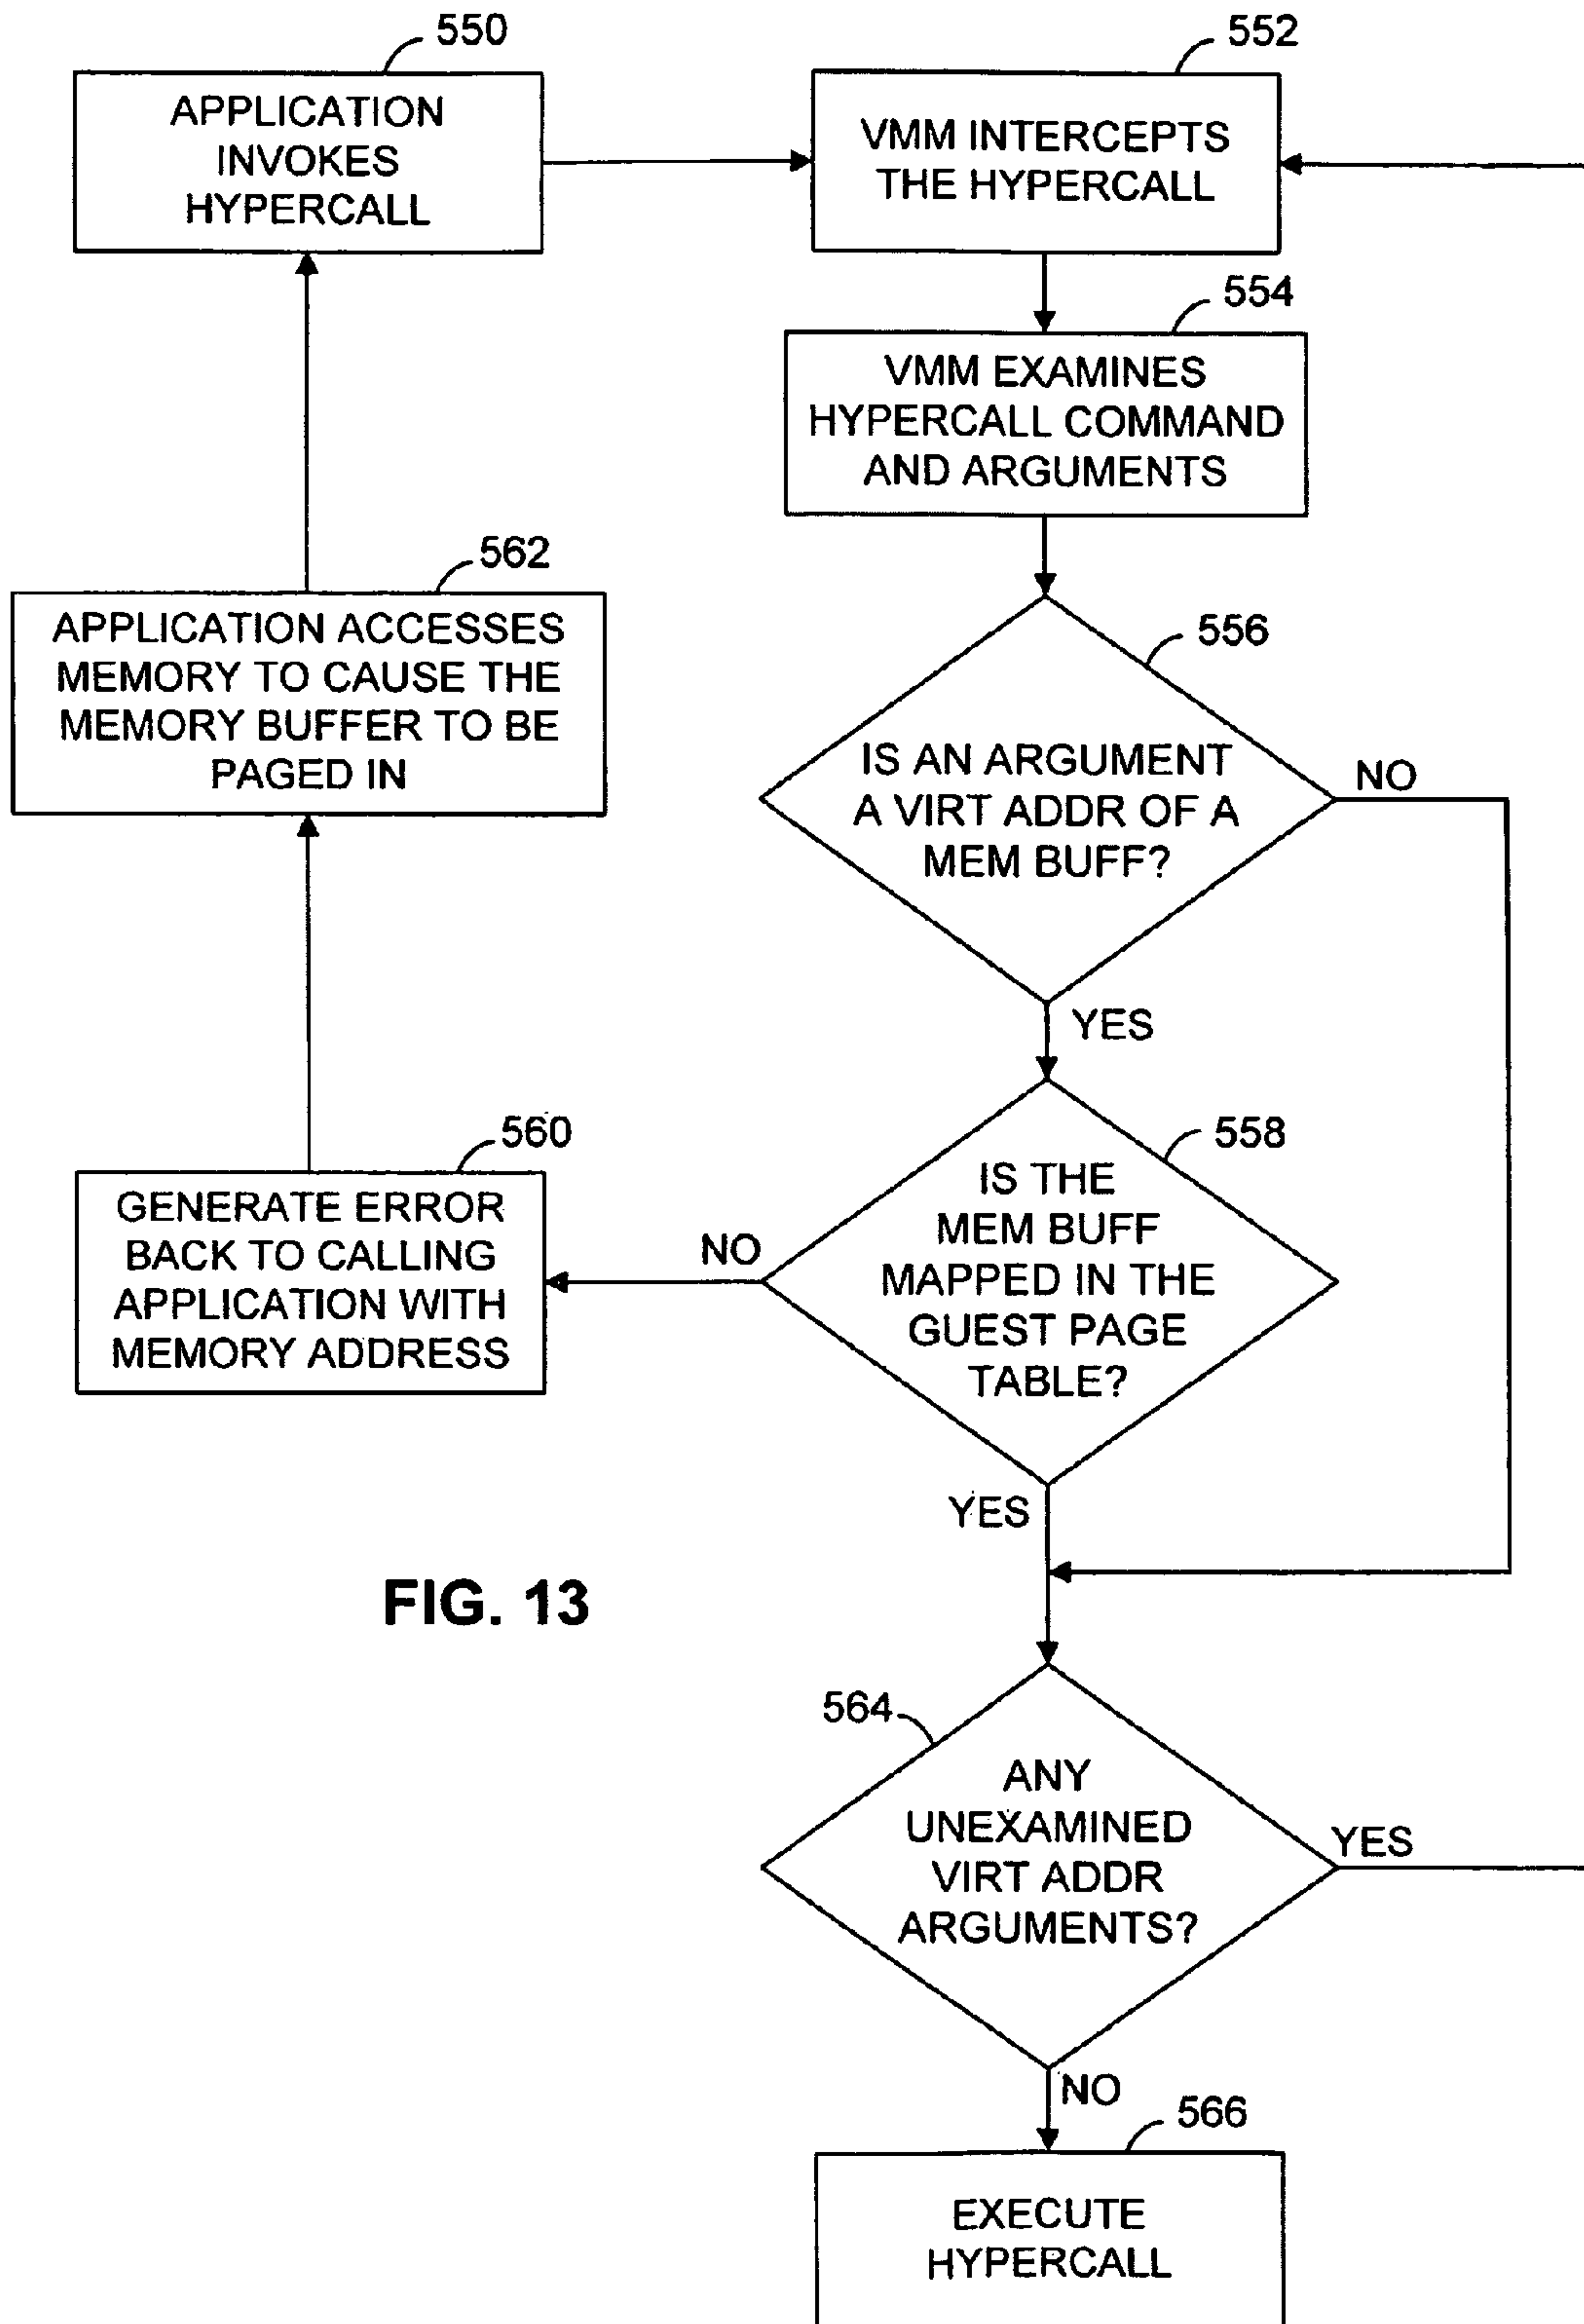 550
APPLICATION
INVOKES
HYPERCALL
552
VMM INTERCEPTS
THE HYPERCALL
554
VMM EXAMINES
HYPERCALL COMMAND
AND ARGUMENTS
562
APPLICATION ACCESSES
MEMORY TO CAUSE THE
MEMORY BUFFER TO BE
PAGED IN
556
IS AN ARGUMENT
A VIRT ADDR OF A
MEM BUFF?
NO
YES
560
GENERATE ERROR
BACK TO CALLING
APPLICATION WITH
MEMORY ADDRESS
NO
558
IS THE
MEM BUFF
MAPPED IN THE
GUEST PAGE
TABLE?
YES
FIG. 13
564
ANY
UNEXAMINED
VIRT ADDR
ARGUMENTS?
YES
NO
566
EXECUTE
HYPERCALL